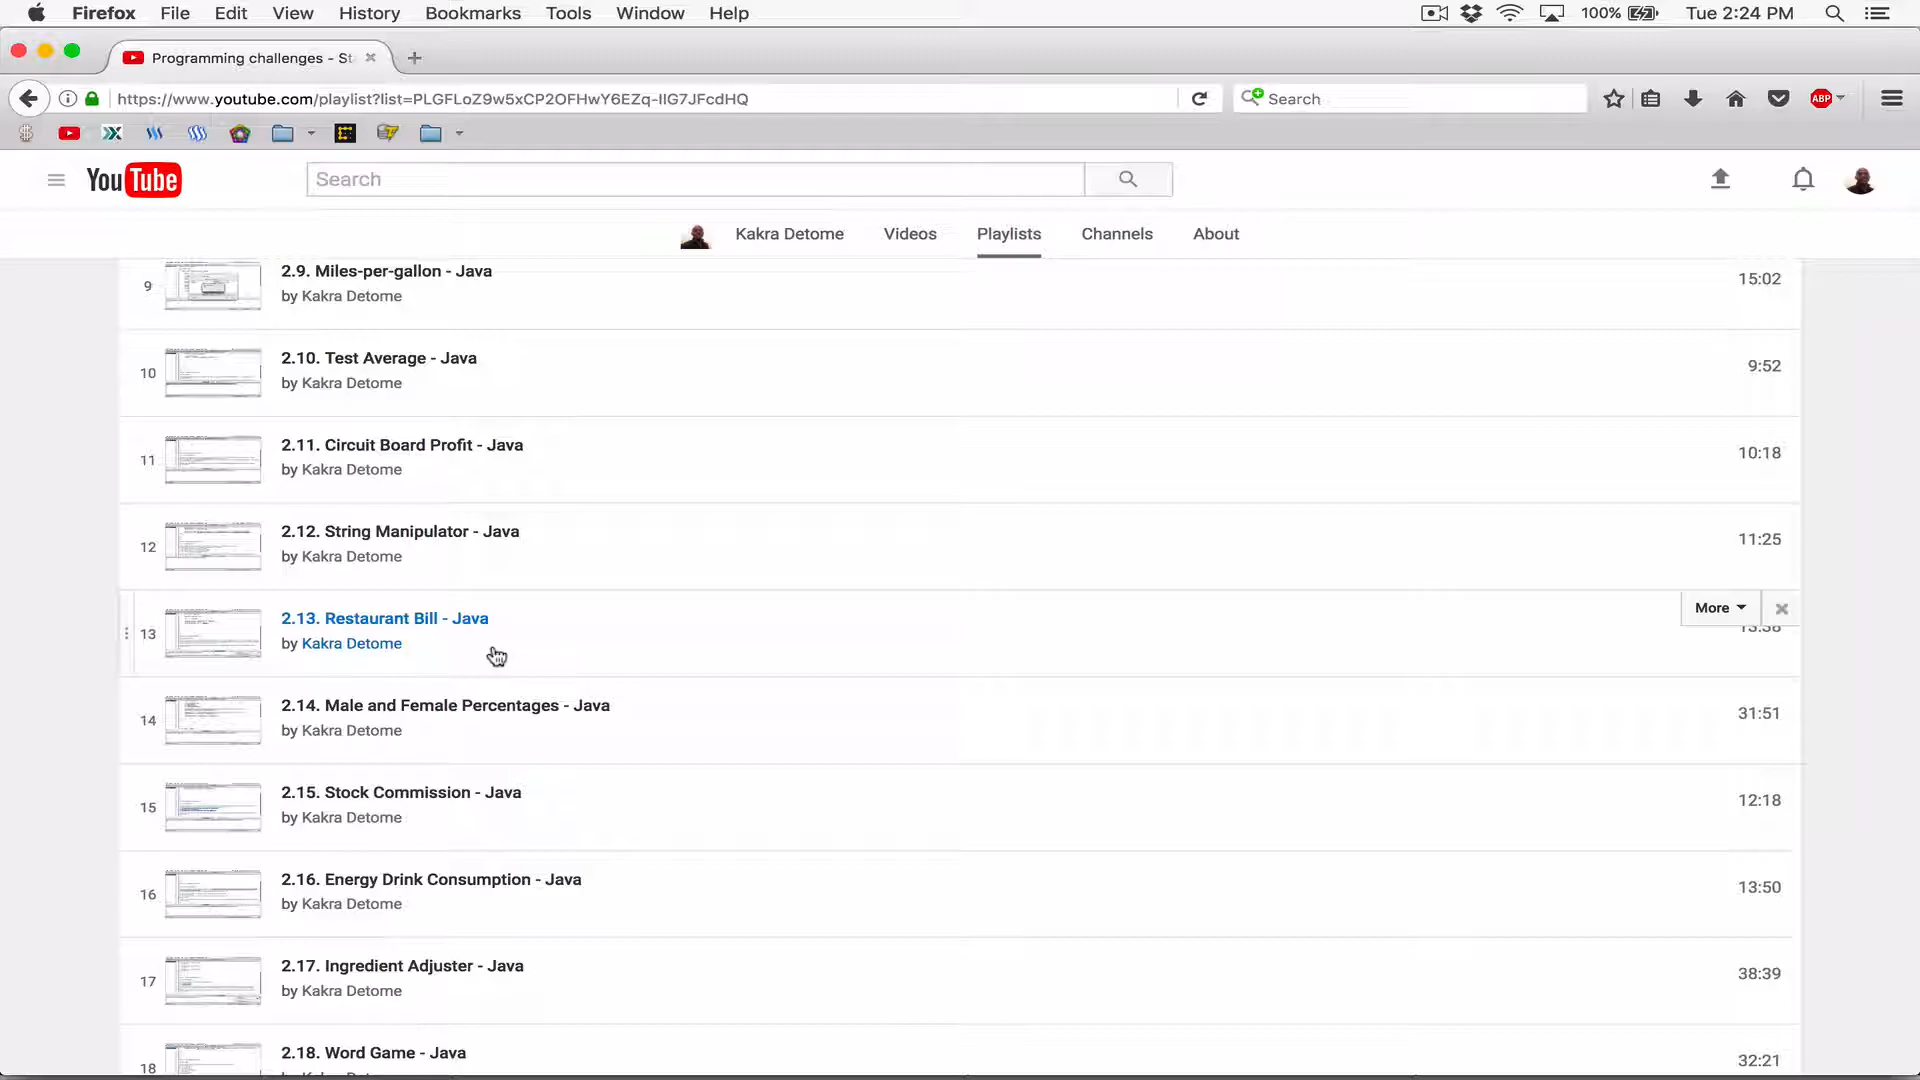 Firefox File Edit View History Bookmarks Tools Window Help 100% Tue 2:24 PM
Programming challenges - St
https://www.youtube.com/playlist?list=PLGFLoZ9w5xCP2OFHwY6EZq-IIG7JFcdHQ Search ABP
YouTube Search
Kakra Detome Videos Playlists Channels About
9 2.9. Miles-per-gallon - Java 15:02
by Kakra Detome
10 2.10. Test Average - Java 9:52
by Kakra Detome
11 2.11. Circuit Board Profit - Java 10:18
by Kakra Detome
12 2.12. String Manipulator - Java 11:25
by Kakra Detome
13 2.13. Restaurant Bill - Java More
by Kakra Detome
14 2.14. Male and Female Percentages - Java 31:51
by Kakra Detome
15 2.15. Stock Commission - Java 12:18
by Kakra Detome
16 2.16. Energy Drink Consumption - Java 13:50
by Kakra Detome
17 2.17. Ingredient Adjuster - Java 38:39
by Kakra Detome
18 2.18. Word Game - Java 32:21